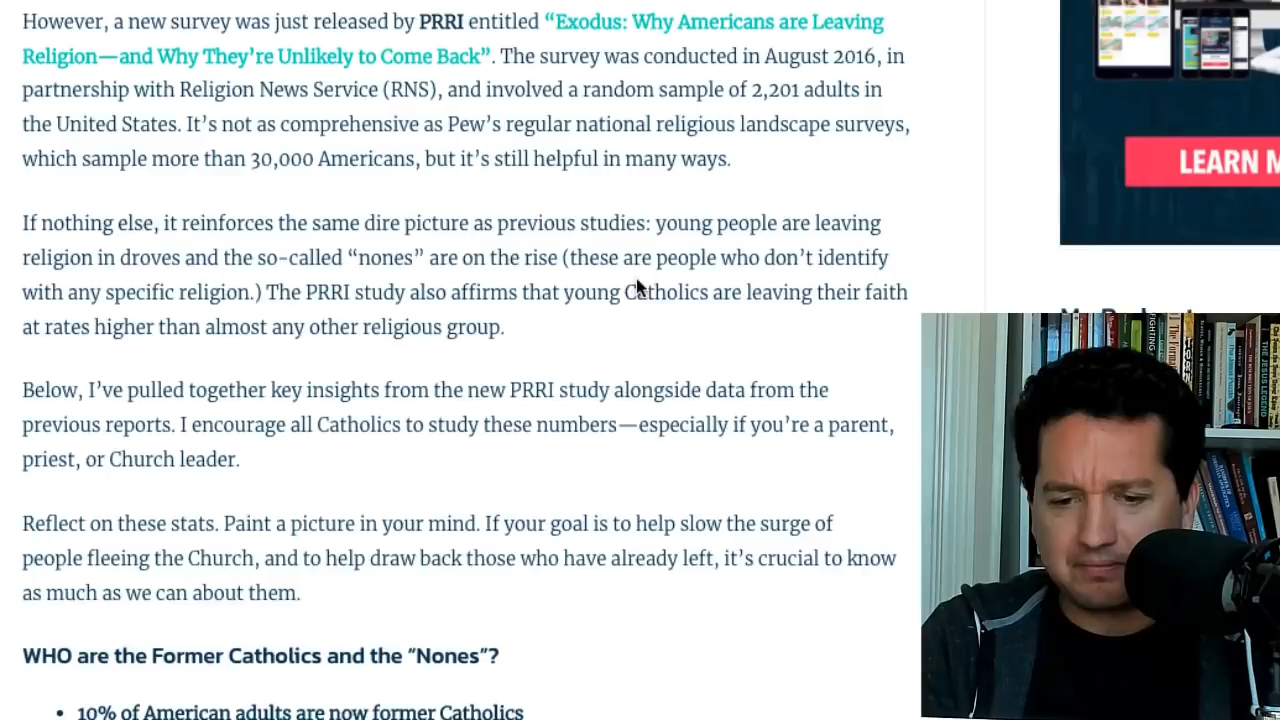 However, a new survey was just released by PRRI entitled “Exodus: Why Americans are Leaving
Religion—and Why They’re Unlikely to Come Back”. The survey was conducted in August 2016, in
partnership with Religion News Service (RNS), and involved a random sample of 2,201 adults in
the United States. It’s not as comprehensive as Pew’s regular national religious landscape surveys,
which sample more than 30,000 Americans, but it’s still helpful in many ways.
If nothing else, it reinforces the same dire picture as previous studies: young people are leaving
religion in droves and the so-called “nones” are on the rise (these are people who don’t identify
with any specific religion.) The PRRI study also affirms that young Catholics are leaving their faith
at rates higher than almost any other religious group.
Below, I’ve pulled together key insights from the new PRRI study alongside data from the
previous reports. I encourage all Catholics to study these numbers—especially if you’re a parent,
priest, or Church leader.
Reflect on these stats. Paint a picture in your mind. If your goal is to help slow the surge of
people fleeing the Church, and to help draw back those who have already left, it’s crucial to know
as much as we can about them.
WHO are the Former Catholics and the “Nones”?
• 10% of American adults are now former Catholics
LEARN M
FIGHTING
THE JESUS LEGEND